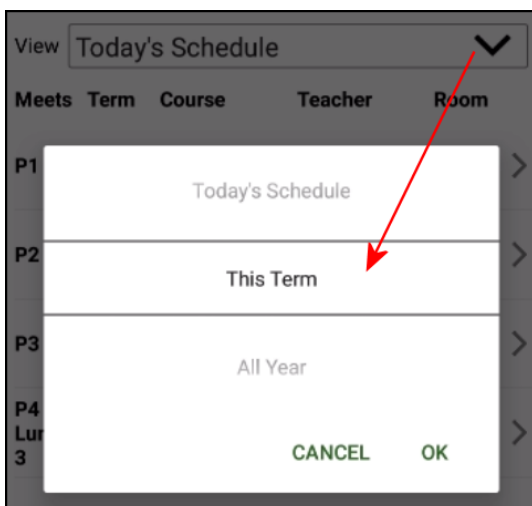 View Today's Schedule
Meets Term Course Teacher Room
P1
Today's Schedule
P2
This Term
P3
All Year
P4
Lur
3
CANCEL OK